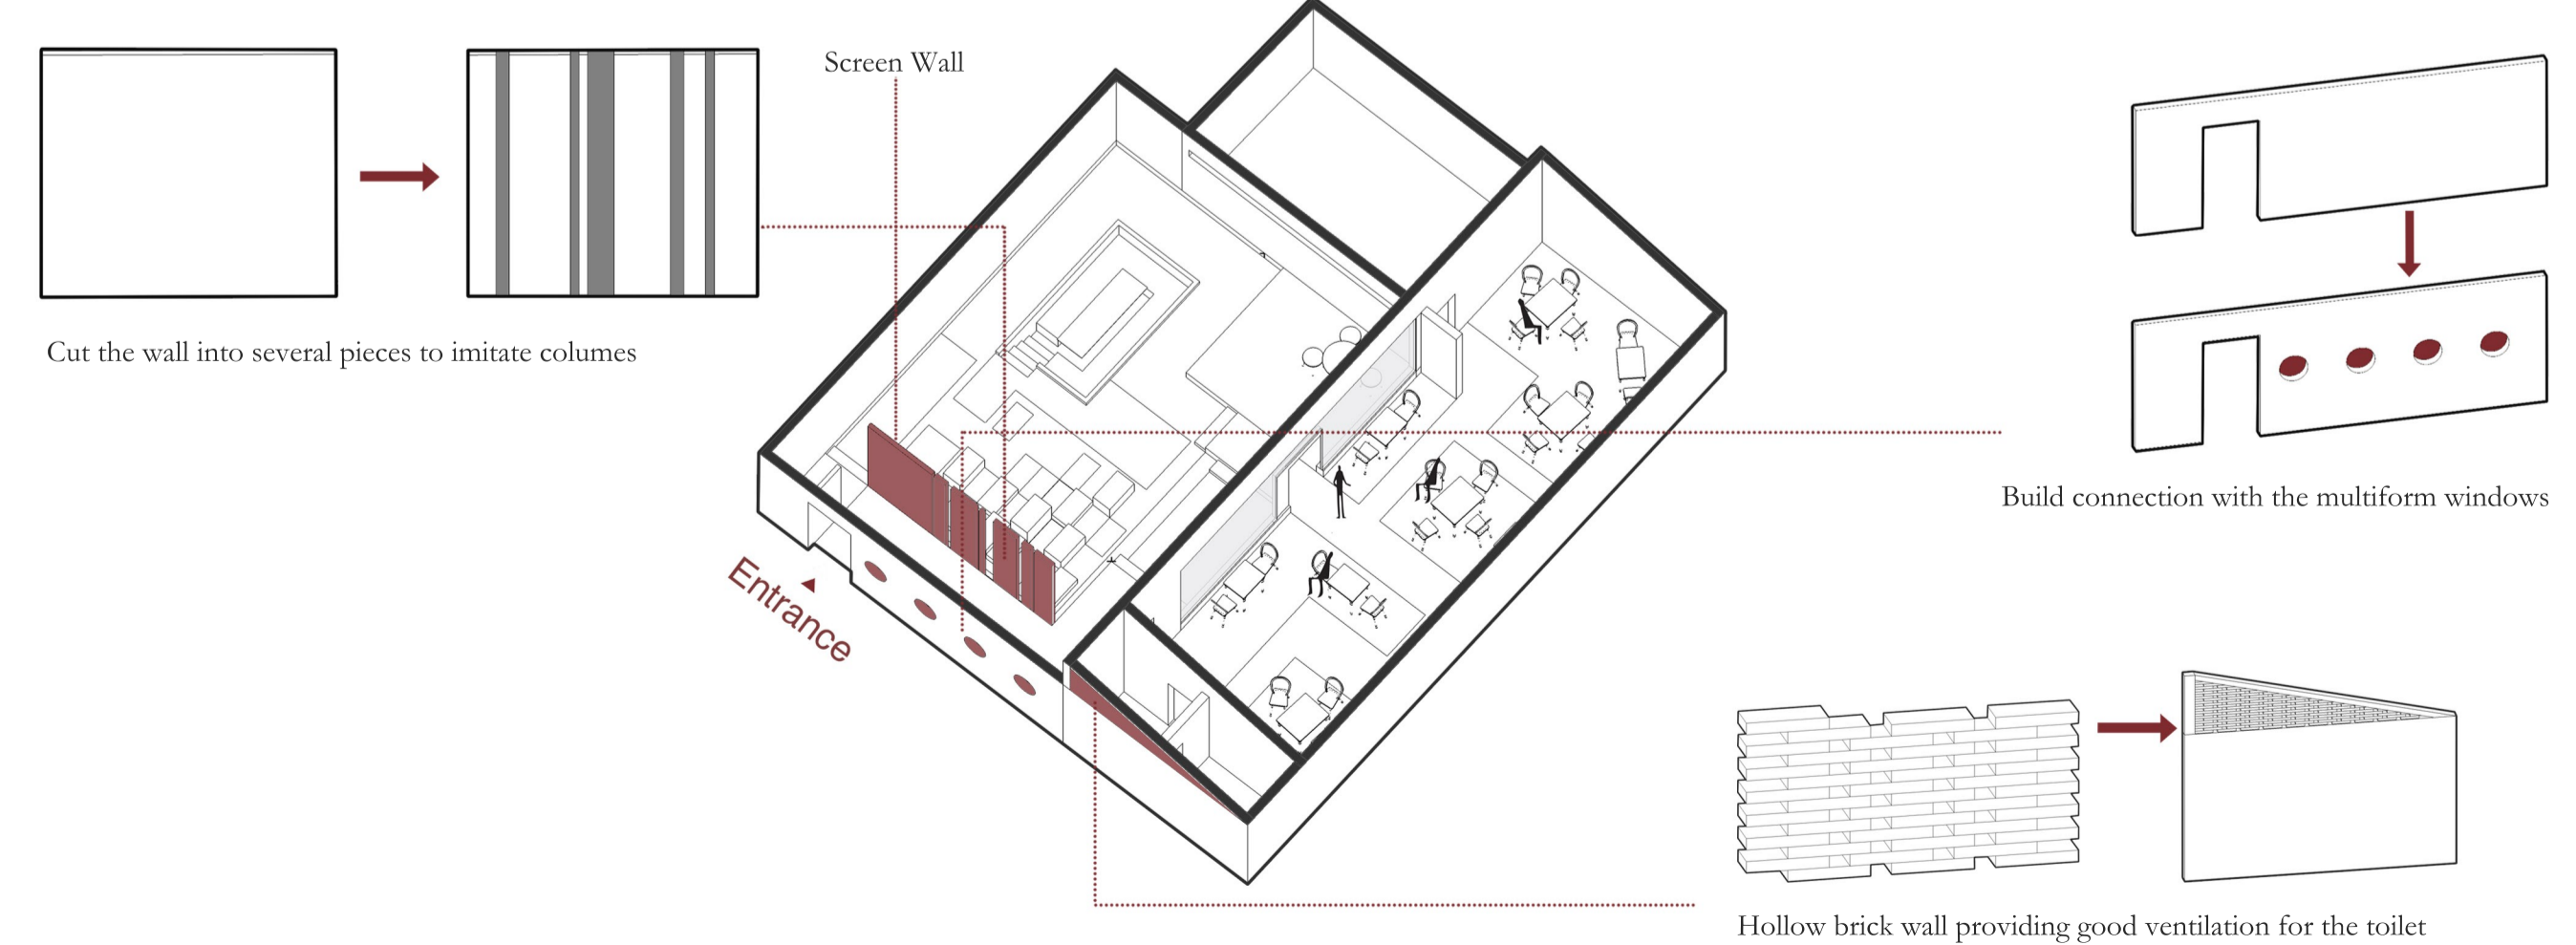 Screen Wall
Cut the wall into several pieces to imitate columes
Build connection with the multiform windows
Entrance
Hollow brick wall providing good ventilation for the toilet